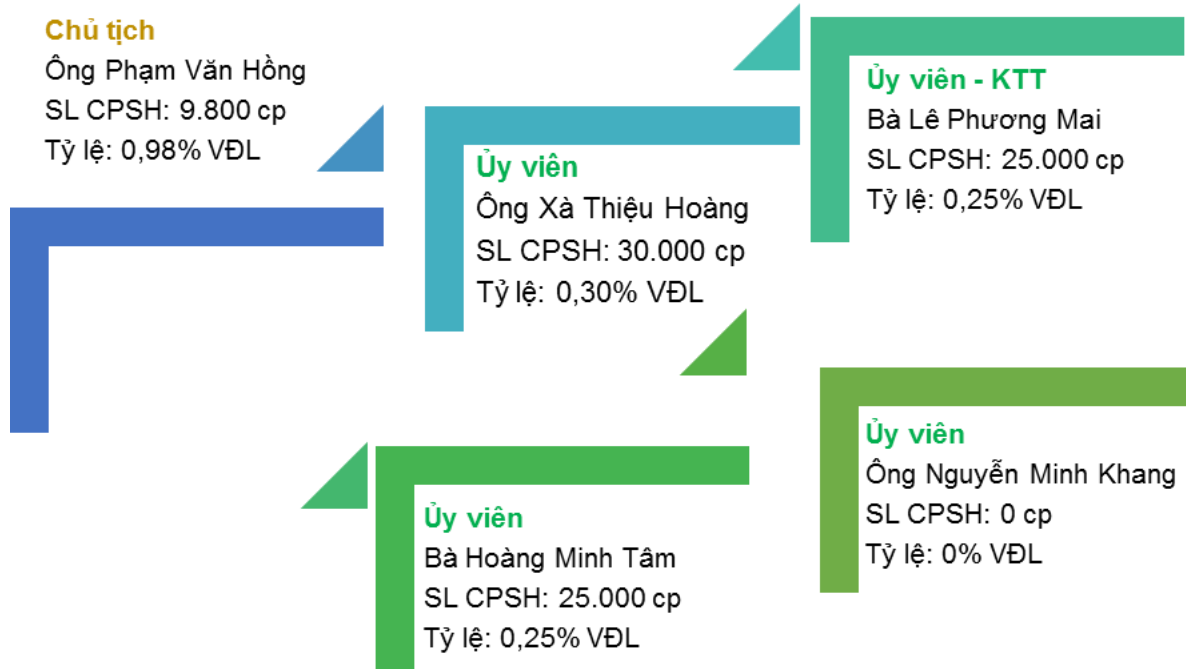 Chủ tịch
Ông Phạm Văn Hồng
SL CPSH: 9.800 cp
Tỷ lệ: 0,98% VĐL
Ủy viên
Ông Xà Thiệu Hoàng
SL CPSH: 30.000 cp
Tỷ lệ: 0,30% VĐL
Ủy viên - KTT
Bà Lê Phương Mai
SL CPSH: 25.000 cp
Tỷ lệ: 0,25% VĐL
Ủy viên
Bà Hoàng Minh Tâm
SL CPSH: 25.000 cp
Tỷ lệ: 0,25% VĐL
Ủy viên
Ông Nguyễn Minh Khang
SL CPSH: 0 cp
Tỷ lệ: 0% VĐL